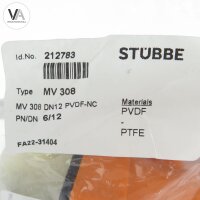 VA
Id.No. 212783
STÜBBE
Type MV 308
MV 308 DN12 PVDF-NC
PN/DN 6/12
Materials
PVDF
-
PTFE
FA22-31404